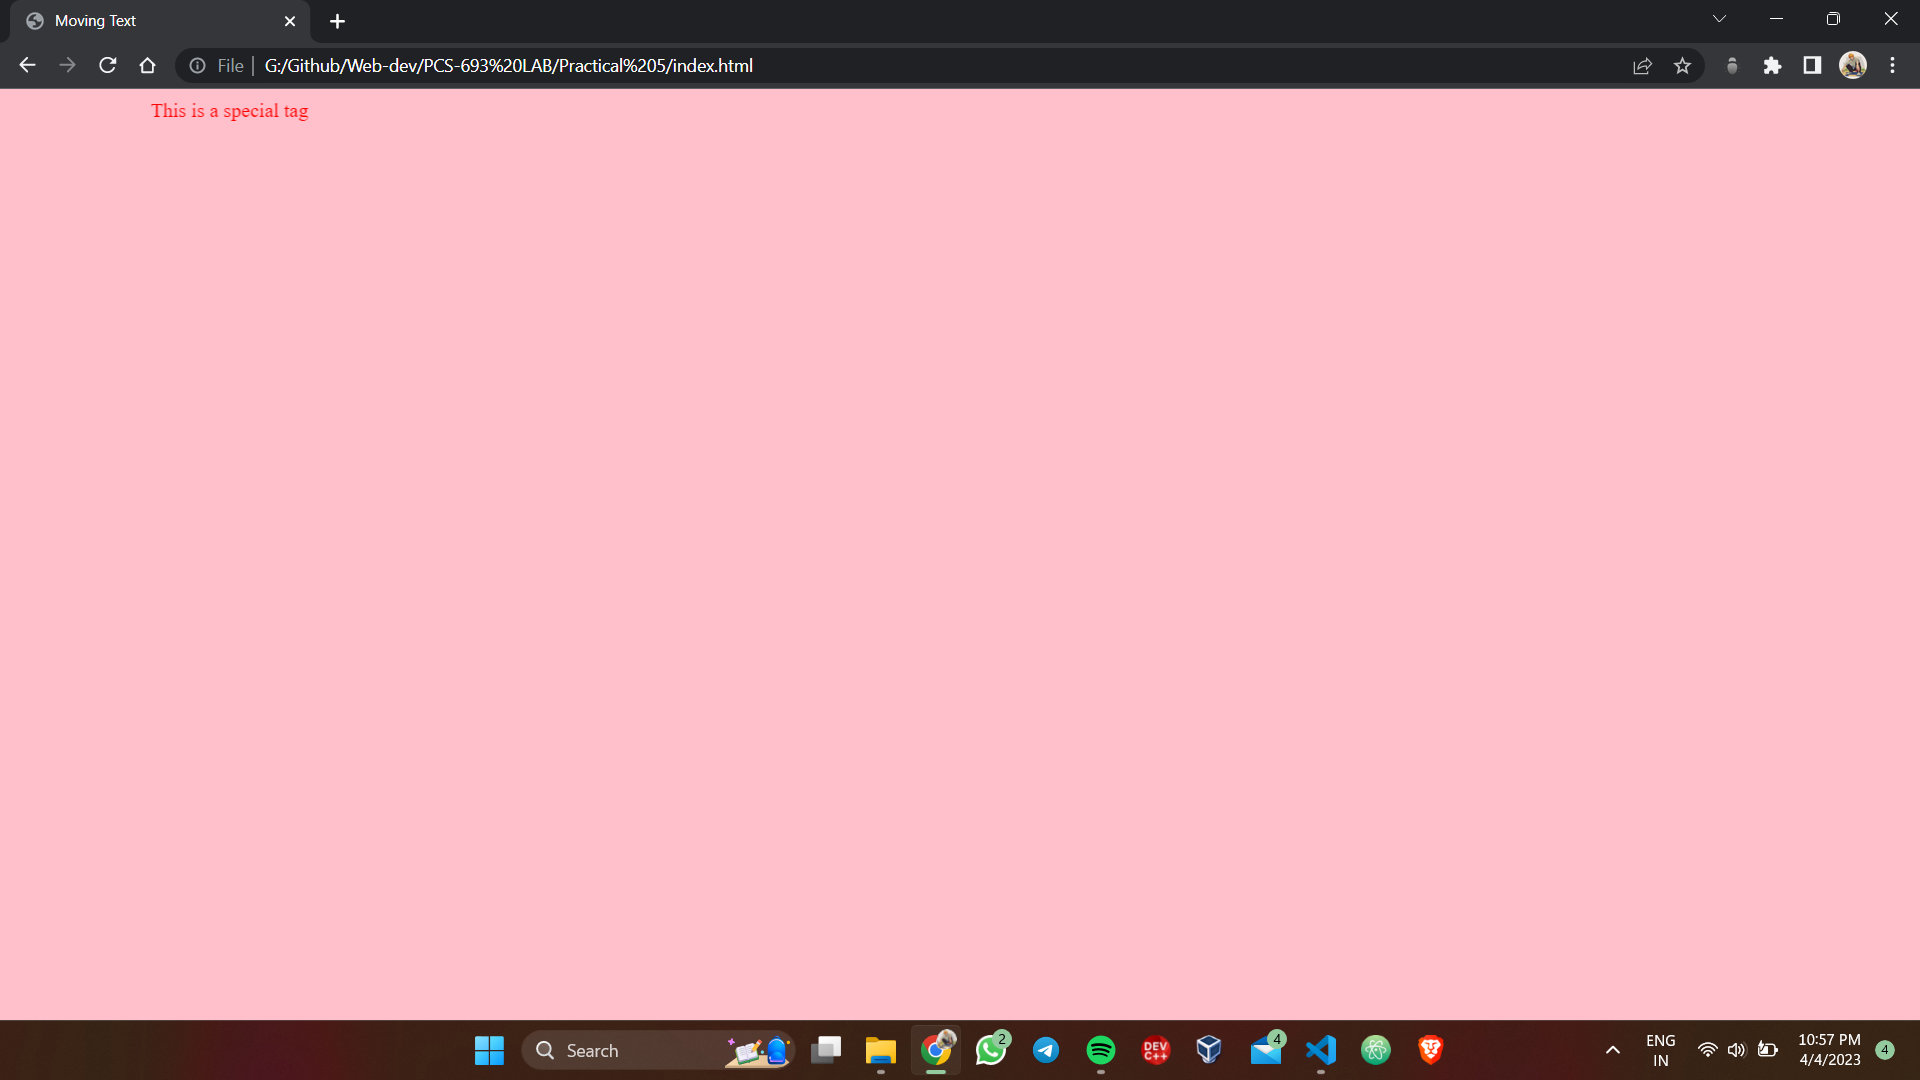 Moving Text
File
G:/Github/Web-dev/PCS-693%20LAB/Practical%205/index.html
This is a special tag
Search
2
DEV
C++
4
ENG
IN
10:57 PM
4/4/2023
4